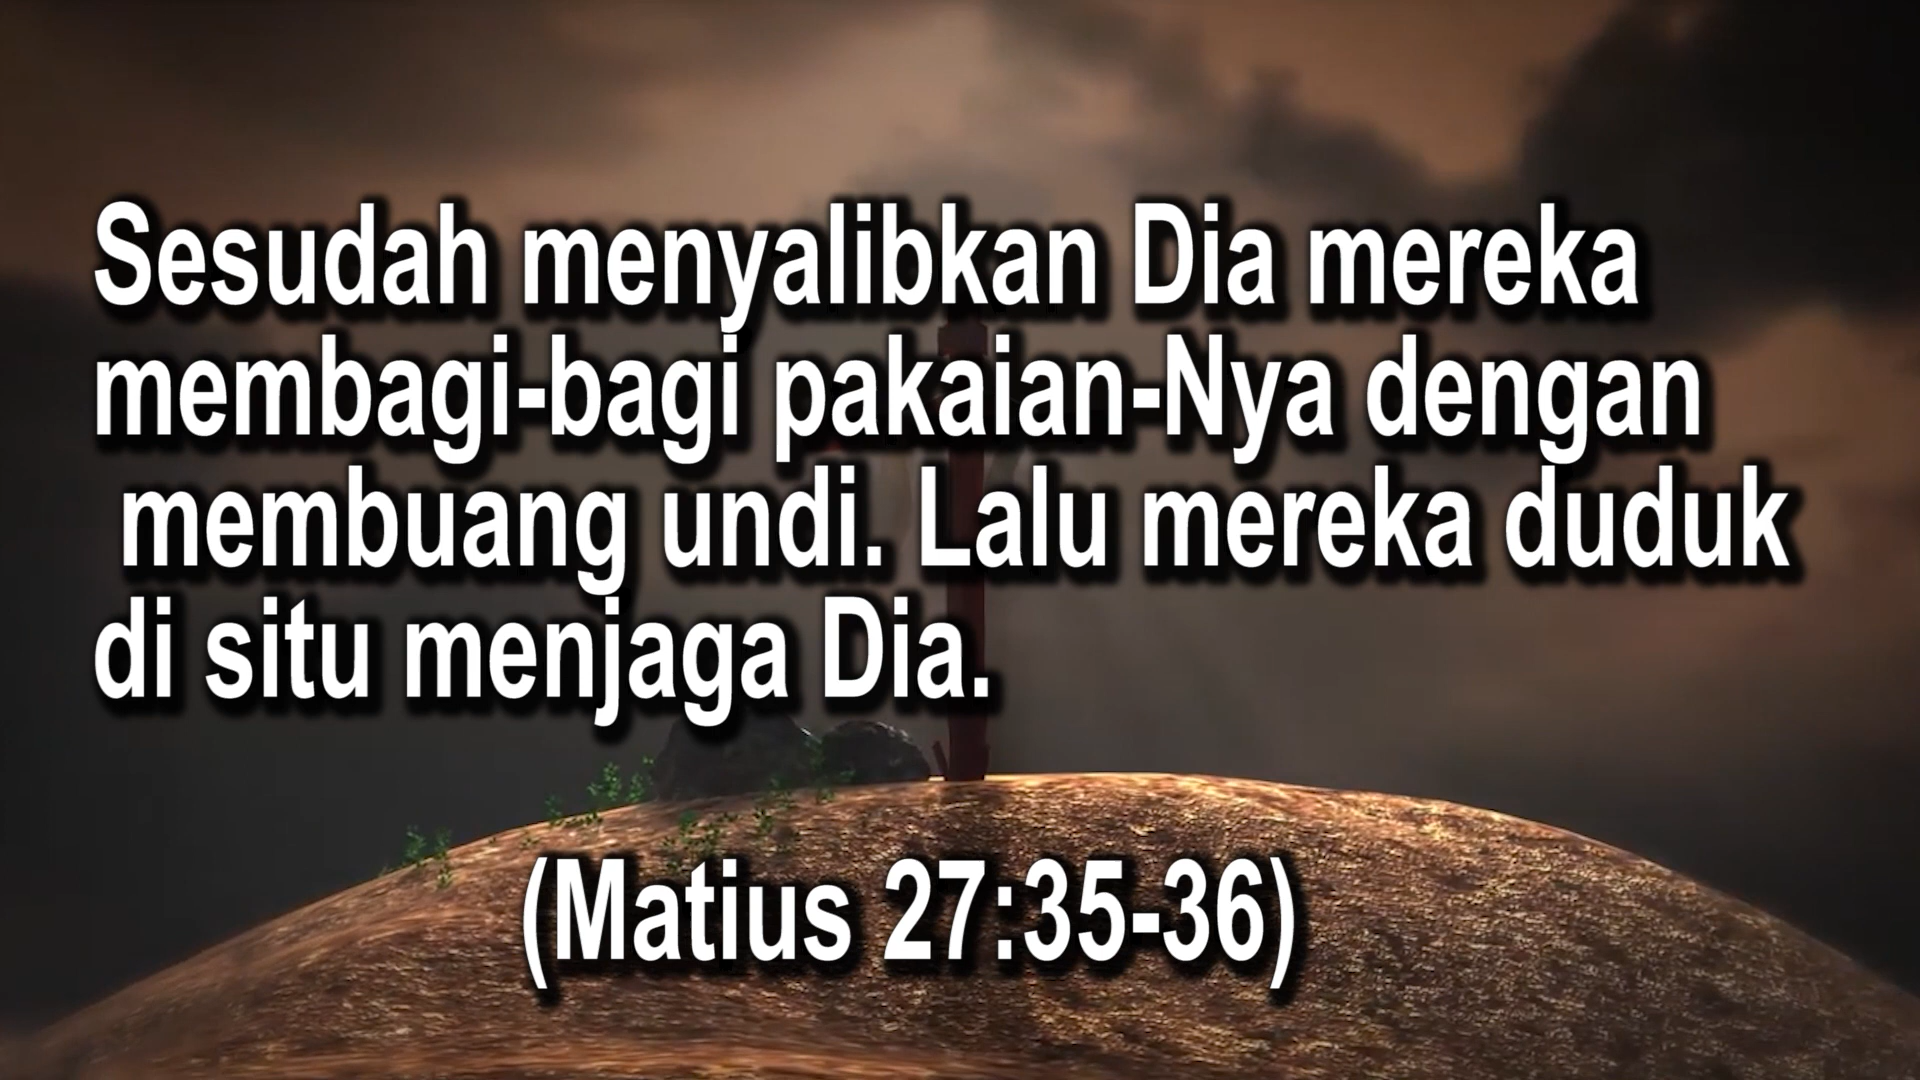 Sesudah menyalibkan Dia mereka
membagi-bagi pakaian-Nya dengan
membuang undi. Lalu mereka duduk
di situ menjaga Dia.
(Matius 27:35-36)